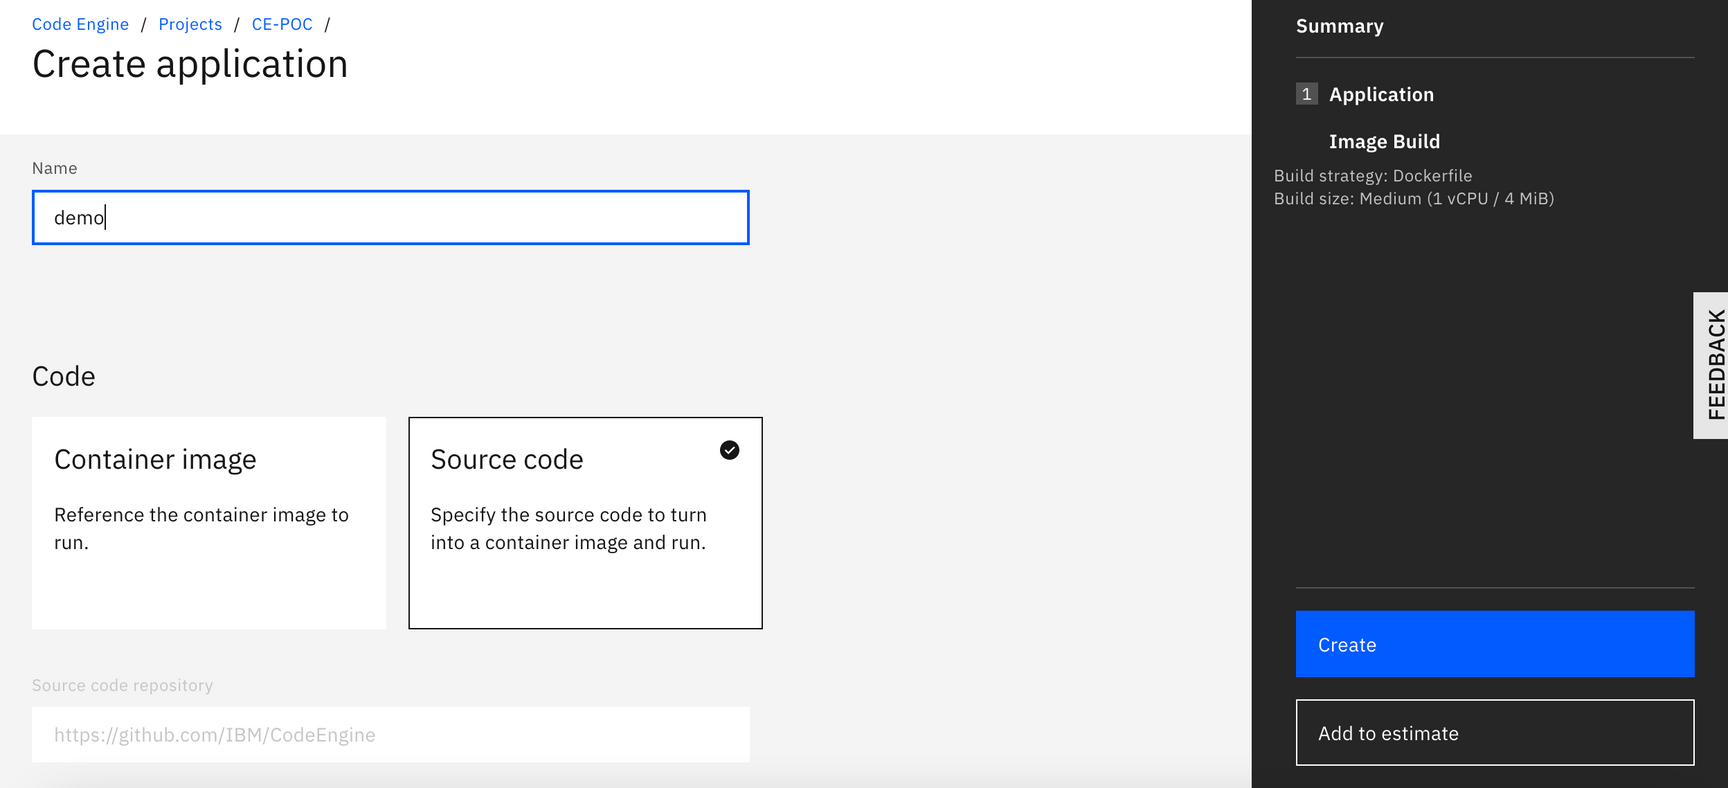 Code Engine / Projects / CE-POC /
Create application
Name
demo
Code
Container image
Reference the container image to
run.
Source code
Specify the source code to turn
into a container image and run.
Source code repository
https://github.com/IBM/CodeEngine
Summary
1 Application
Image Build
Build strategy: Dockerfile
Build size: Medium (1 vCPU / 4 MiB)
Create
Add to estimate
FEEDBACK